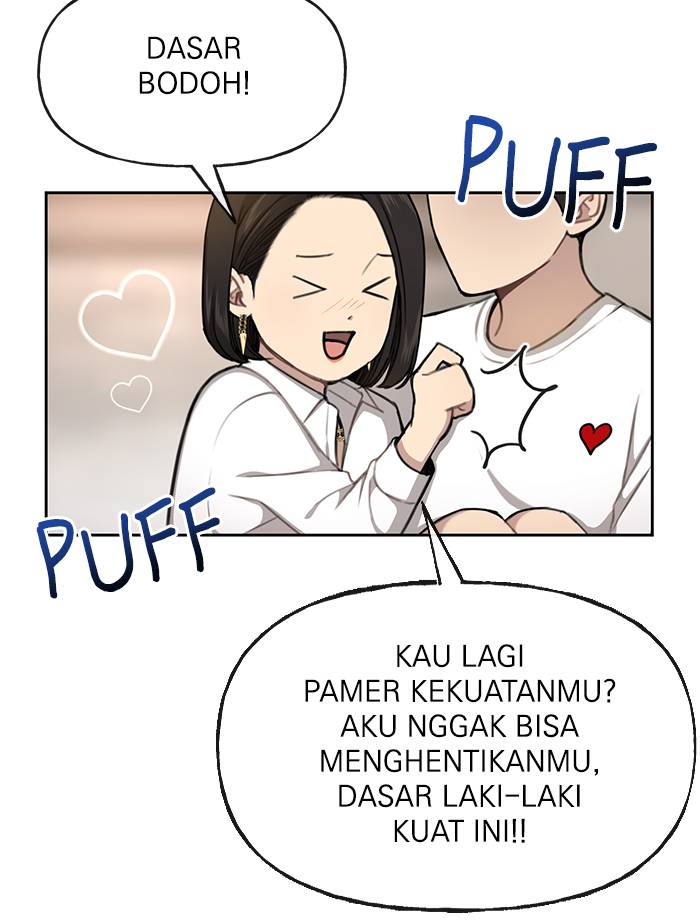 DASAR
BODOH!
PUFF
PUFF
KAU LAGI
PAMER KEKUATANMU?
AKU NGGAK BISA
MENGHENTIKANMU,
DASAR LAKI-LAKI
KUAT INI!!